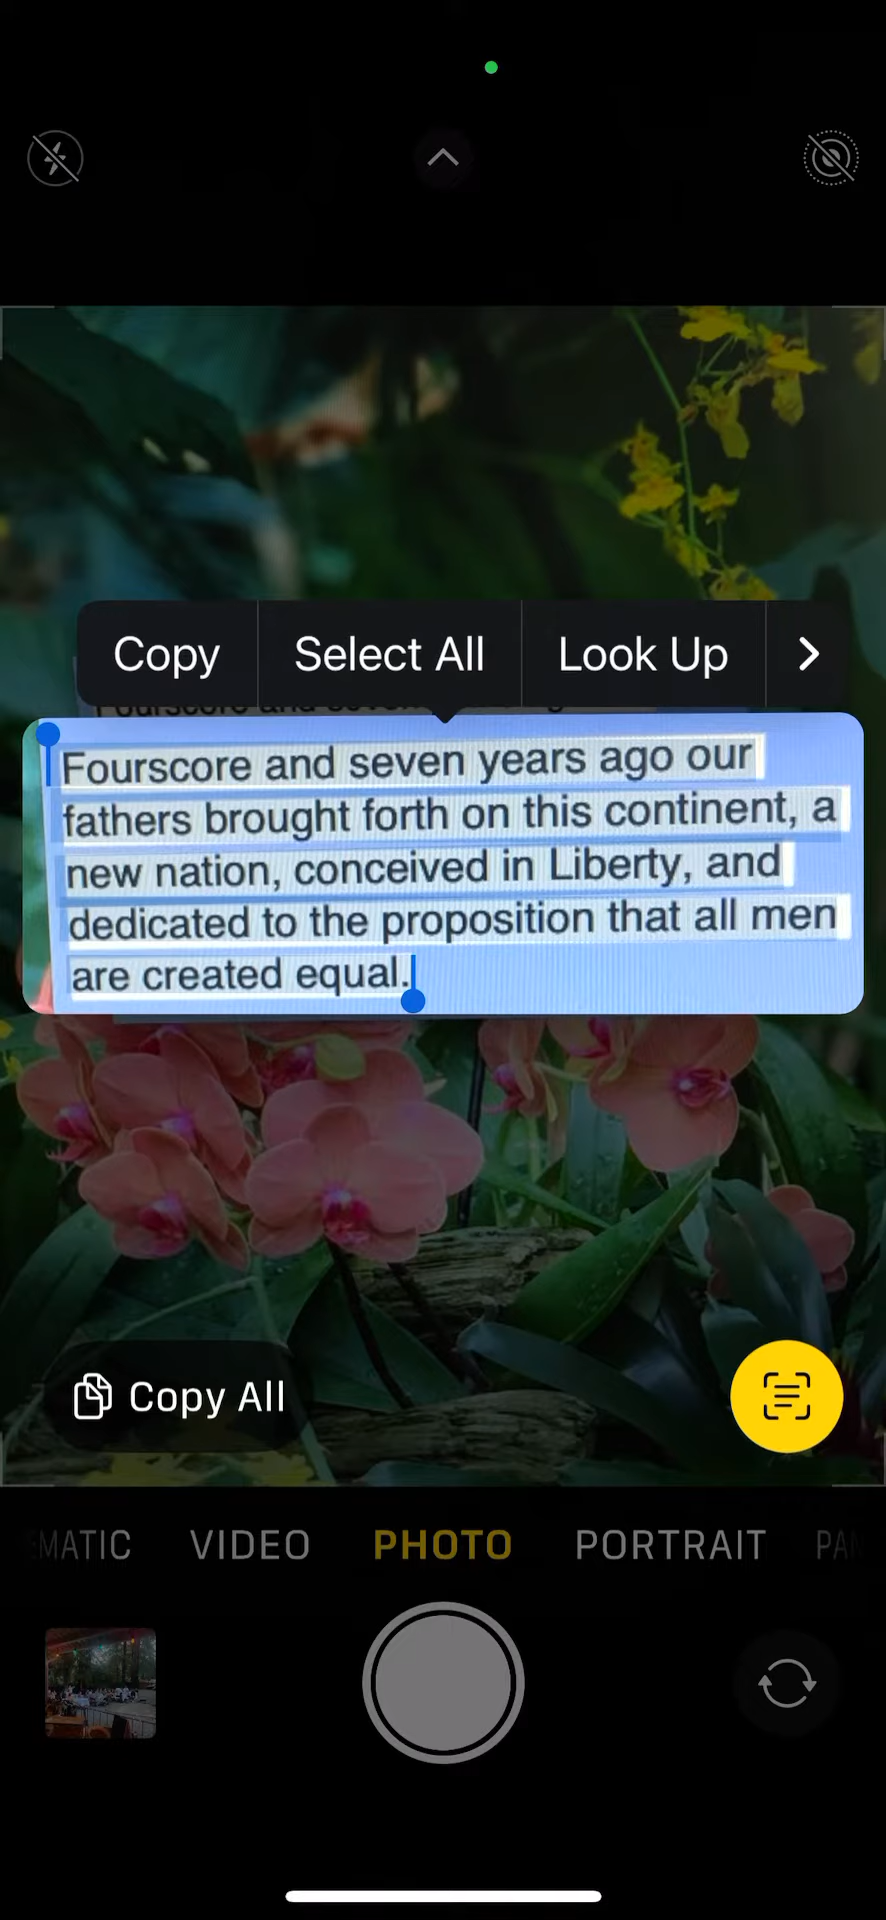 Copy Select All Look Up
Fourscore and seven years ago our
fathers brought forth on this continent, a
new nation, conceived in Liberty, and
dedicated to the proposition that all men
are created equal.
Copy All
MATIC VIDEO PHOTO PORTRAIT PAN